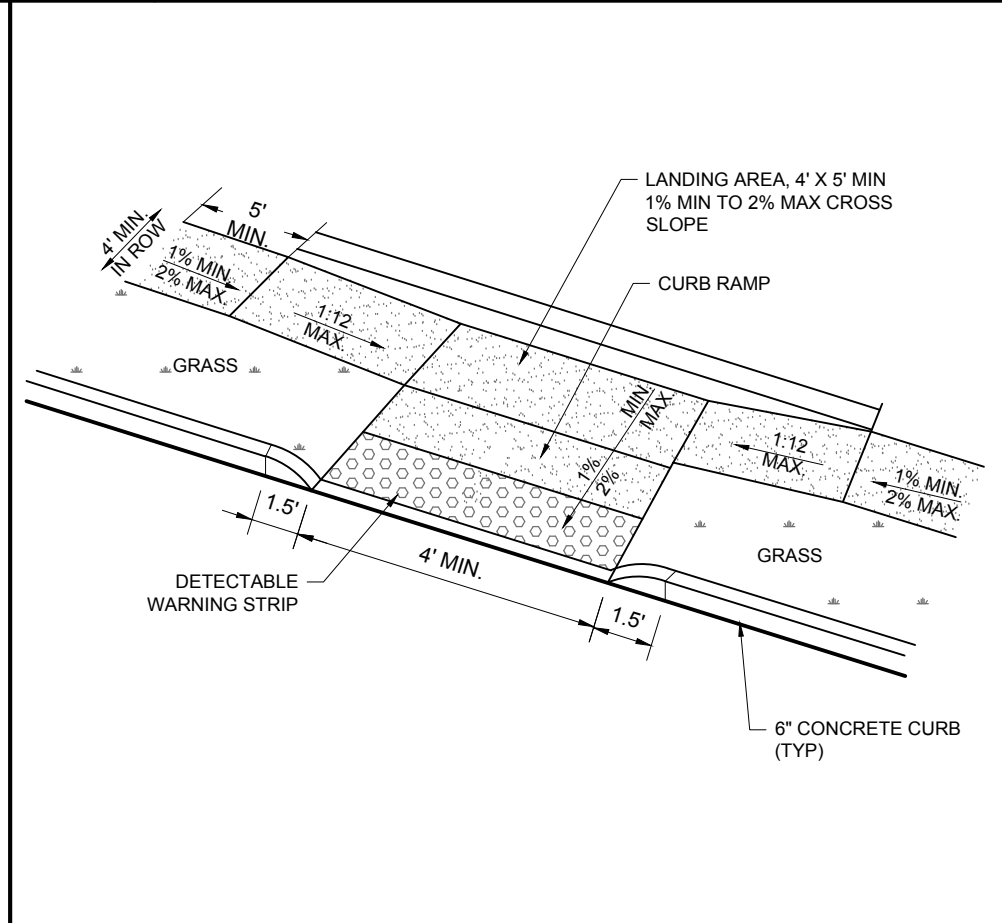 LANDING AREA, 4' X 5' MIN
1% MIN TO 2% MAX CROSS
SLOPE
5'
MIN.
4' MIN.
IN ROW
1% MIN.
2% MAX.
CURB RAMP
1:12
MAX.
GRASS
MIN.
MAX.
1%
2%
1:12
MAX.
1% MIN.
2% MAX.
1.5'
4' MIN.
GRASS
DETECTABLE
WARNING STRIP
1.5'
6" CONCRETE CURB
(TYP)